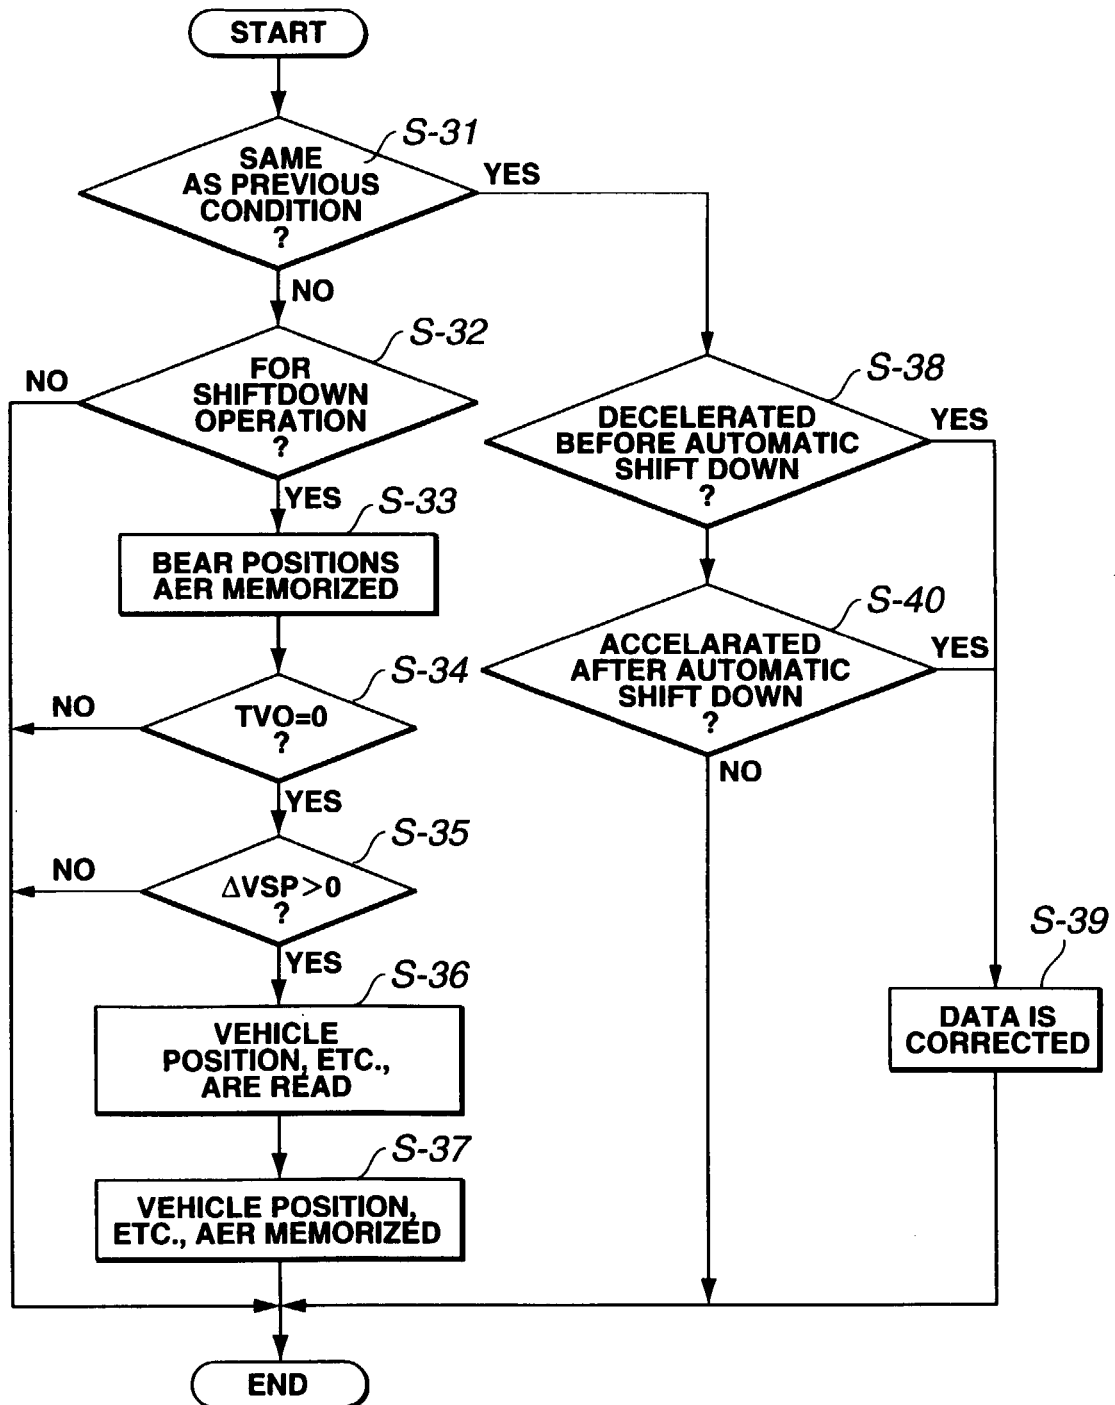 START
S-31
SAME
AS PREVIOUS
CONDITION
?
YES
NO
S-32
FOR
SHIFTDOWN
OPERATION
?
NO
YES
S-33
BEAR POSITIONS
AER MEMORIZED
S-34
TVO=0
?
NO
YES
S-35
ΔVSP>0
?
NO
YES
S-36
VEHICLE
POSITION, ETC.,
ARE READ
S-37
VEHICLE POSITION,
ETC., AER MEMORIZED
S-38
DECELERATED
BEFORE AUTOMATIC
SHIFT DOWN
?
YES
S-40
ACCELARATED
AFTER AUTOMATIC
SHIFT DOWN
?
YES
NO
S-39
DATA IS
CORRECTED
END